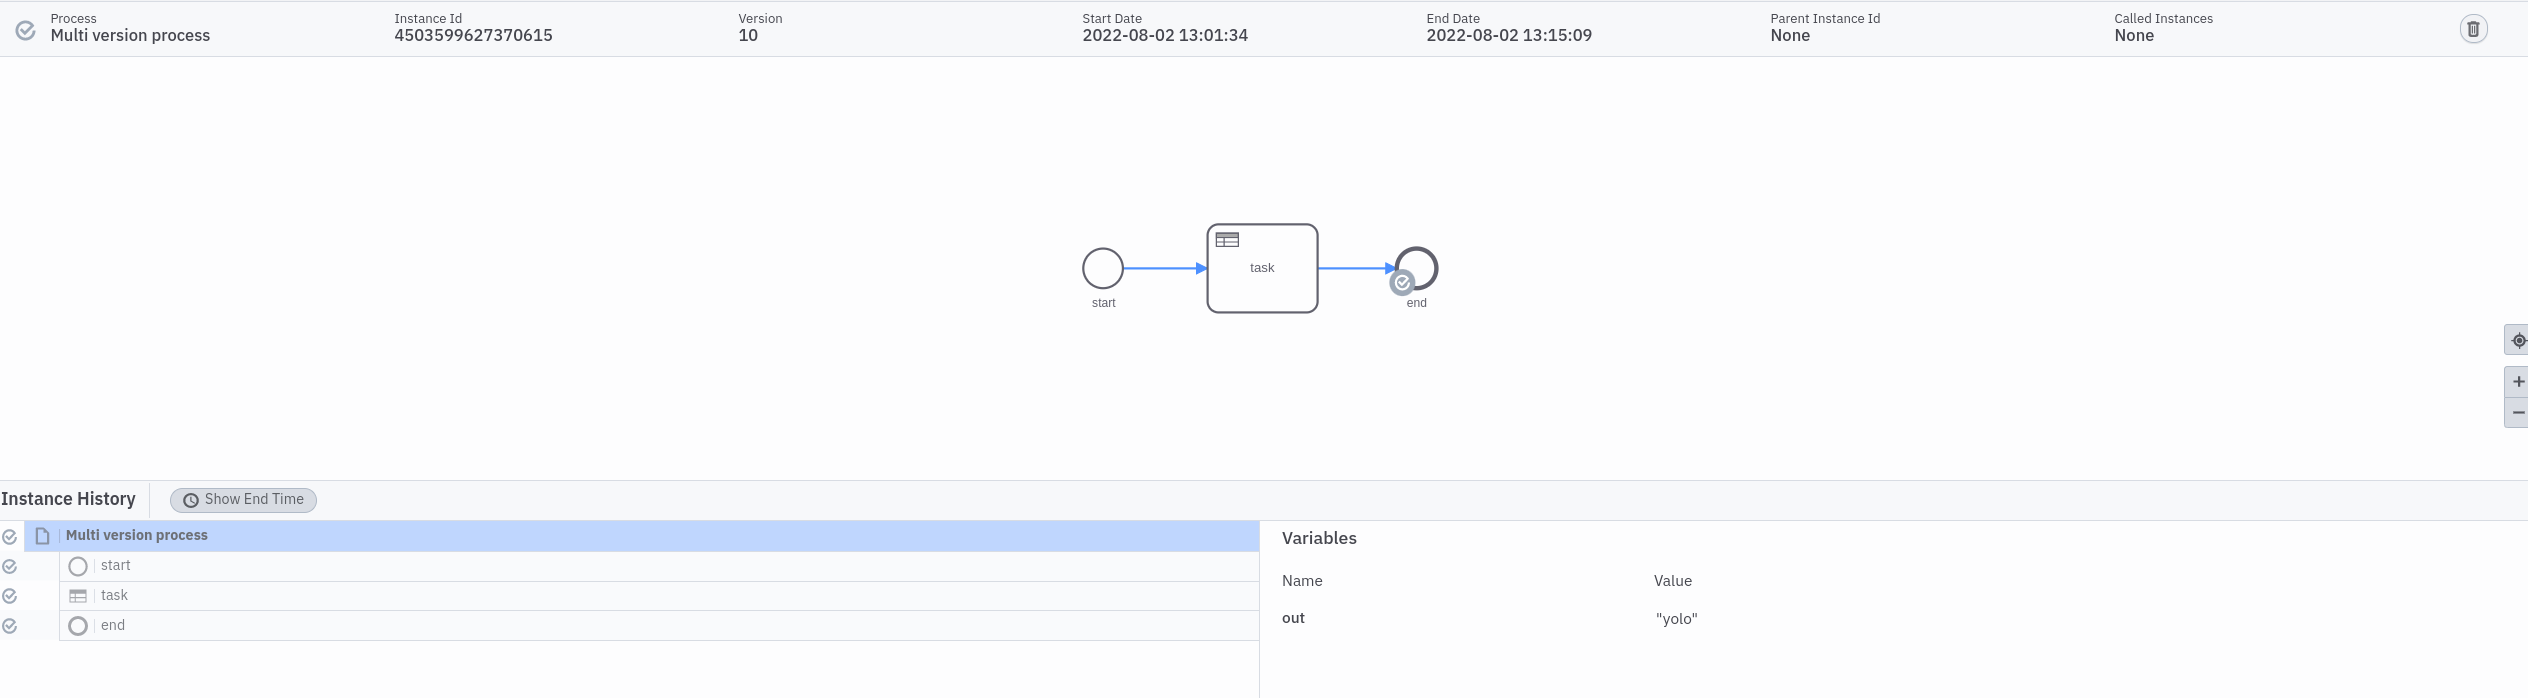 Process
Multi version process
Instance Id
4503599627370615
Version
10
Start Date
2022-08-02 13:01:34
End Date
2022-08-02 13:15:09
Parent Instance Id
None
Called Instances
None
task
start
end
Instance History
Show End Time
Multi version process
start
task
end
Variables
Name Value
out "yolo"